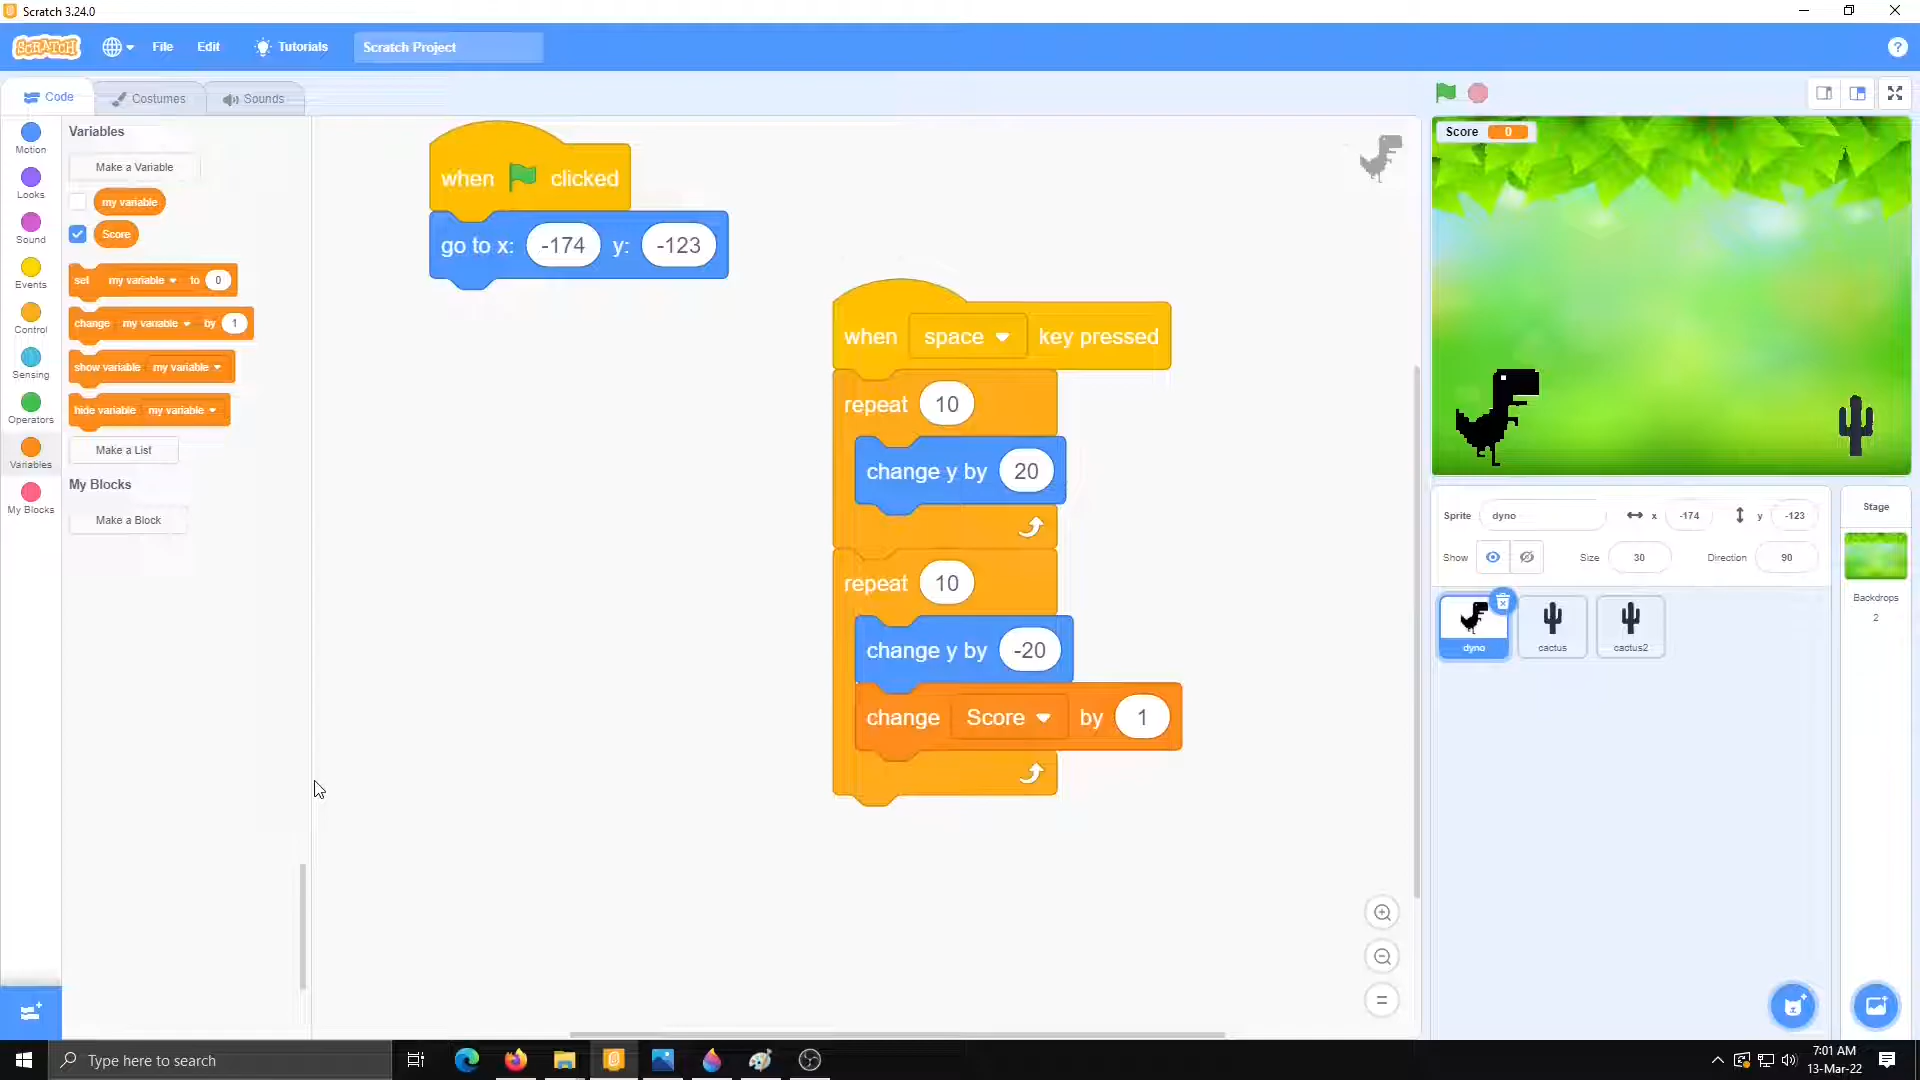 Scratch 3.24.0
SCRATCH
File
Edit
Tutorials
Scratch Project
?
Code
Costumes
Sounds
Motion
Looks
Sound
Events
Control
Sensing
Operators
Variables
My Blocks
Variables
Make a Variable
my variable
Score
set my variable to 0
change my variable by 1
show variable my variable
hide variable my variable
Make a List
My Blocks
Make a Block
when clicked
go to x: -174 y: -123
when space key pressed
repeat 10
change y by 20
repeat 10
change y by -20
change Score by 1
Score 0
Sprite dyno x -174 y -123
Show Size 30 Direction 90
dyno
cactus
cactus2
Stage
Backdrops
2
Type here to search
7:01 AM
13-Mar-22